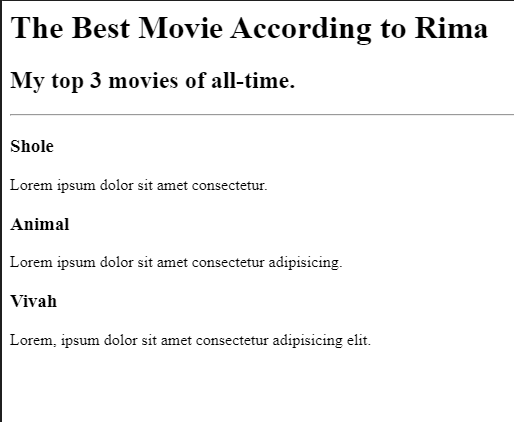 The Best Movie According to Rima
My top 3 movies of all-time.
Shole
Lorem ipsum dolor sit amet consectetur.
Animal
Lorem ipsum dolor sit amet consectetur adipisicing.
Vivah
Lorem, ipsum dolor sit amet consectetur adipisicing elit.